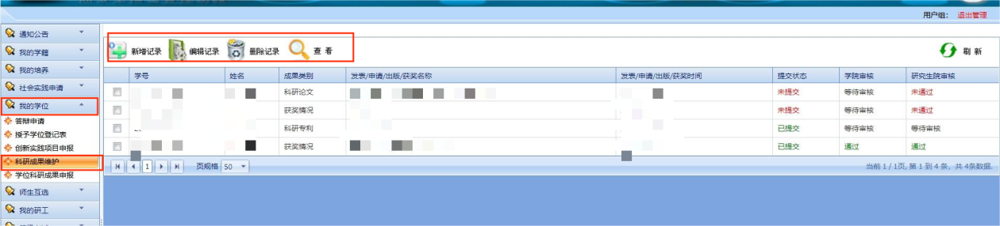 用户组： 退出管理
通知公告
我的学籍
我的培养
社会实践申请
我的学位
答辩申请
授予学位登记表
创新实践项目申报
科研成果维护
学位科研成果申报
师生互选
我的研工
新增记录 编辑记录 删除记录 查 看 刷 新
学号 姓名 成果类别 发表/申请/出版/获奖名称 发表/申请/出版/获奖时间 提交状态 学院审核 研究生院审核
科研论文 未提交 等待审核 未通过
获奖情况 未提交 等待审核 未通过
科研专利 已提交 等待审核 等待审核
获奖情况 已提交 通过 通过
1 页规格 50 当前 1 / 1页, 第 1 到 4 条， 共 4条数据.